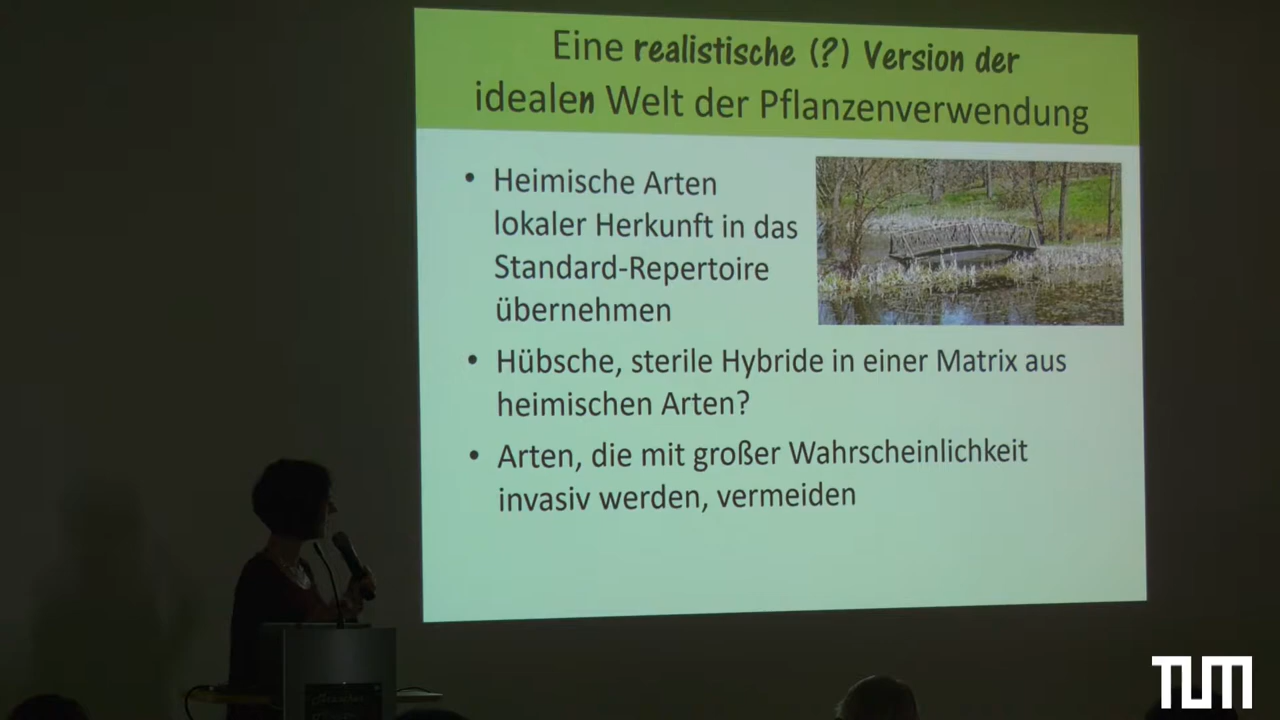 Eine realistische (?) Version der
idealen Welt der Pflanzenverwendung
• Heimische Arten
lokaler Herkunft in das
Standard-Repertoire
übernehmen
• Hübsche, sterile Hybride in einer Matrix aus
heimischen Arten?
• Arten, die mit großer Wahrscheinlichkeit
invasiv werden, vermeiden
TUM